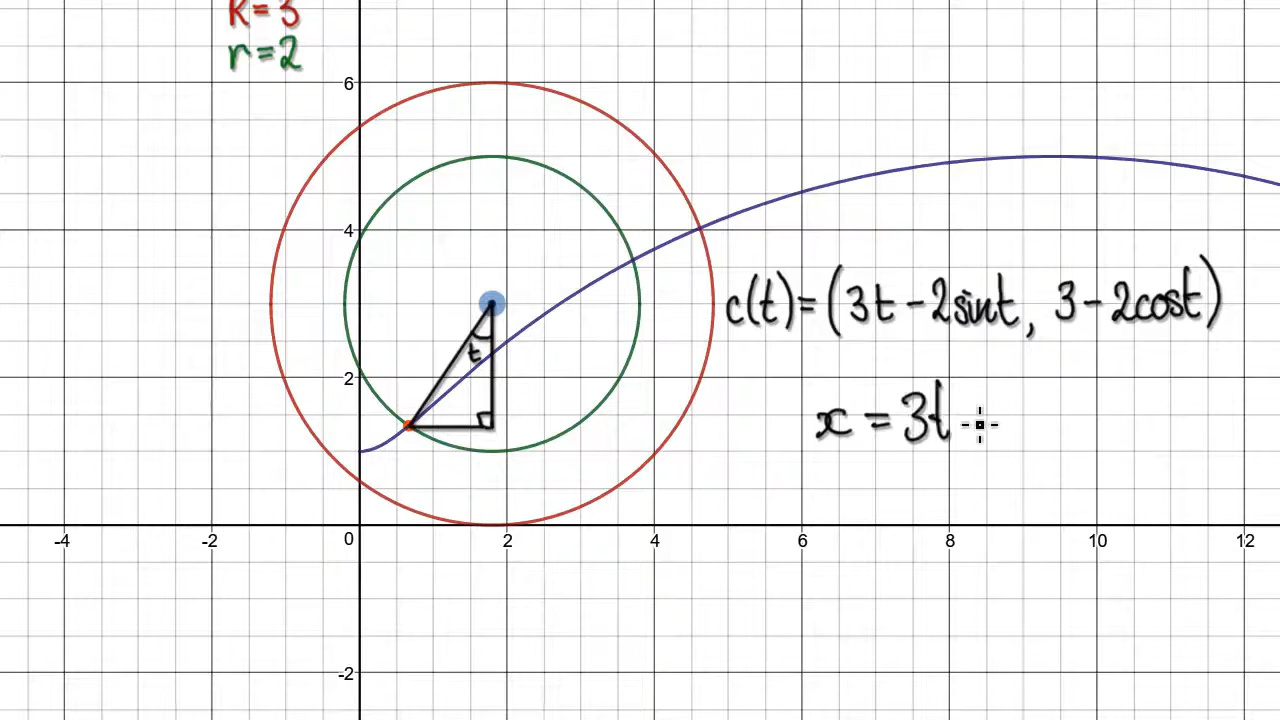 R=3
r=2
6
4
2
0
-2
-4 -2 2 4 6 8 10 12
t
c(t)=(3t-2sint, 3-2cost)
x=3t